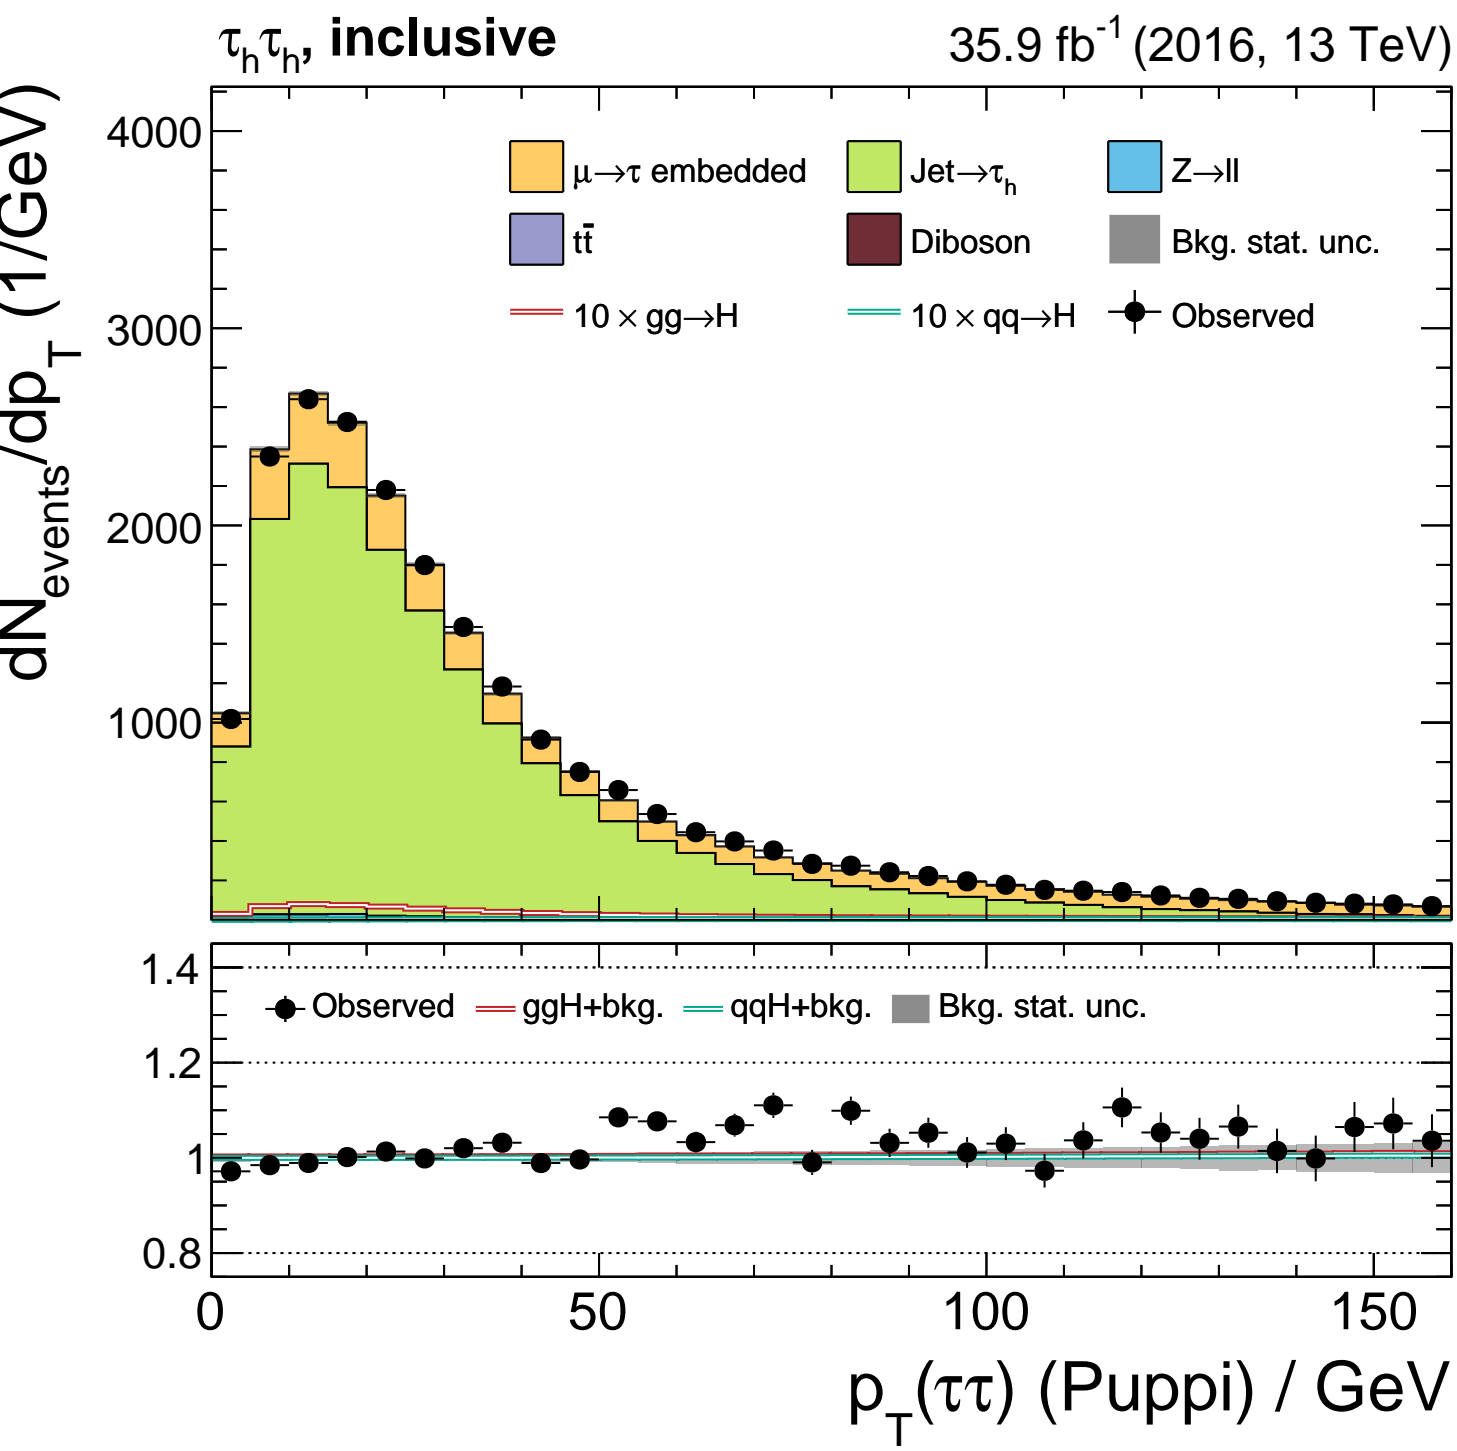 τhτh, inclusive
35.9 fb-1 (2016, 13 TeV)
dNevents/dpT (1/GeV)
4000
3000
2000
1000
μ→τ embedded
Jet→τh
Z→ll
tt̄
Diboson
Bkg. stat. unc.
10 × gg→H
10 × qq→H
Observed
1.4
1.2
1
0.8
Observed
ggH+bkg.
qqH+bkg.
Bkg. stat. unc.
0
50
100
150
pT(ττ) (Puppi) / GeV